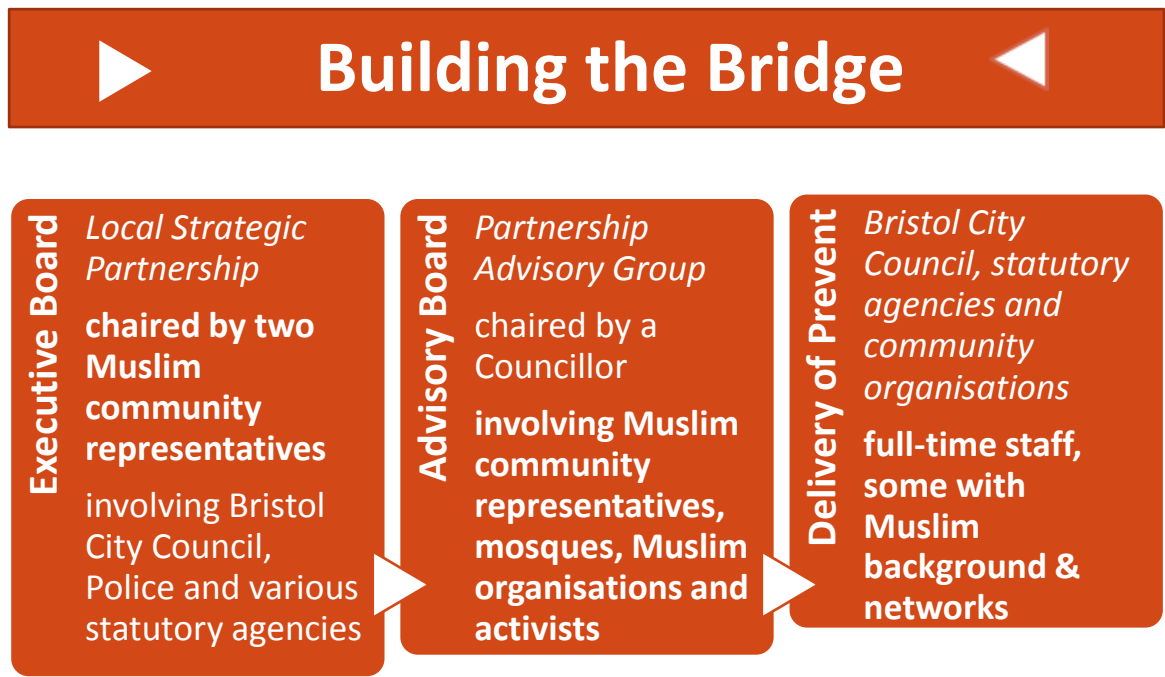 Building the Bridge
Executive Board
Local Strategic
Partnership
chaired by two
Muslim
community
representatives
involving Bristol
City Council,
Police and various
statutory agencies
Advisory Board
Partnership
Advisory Group
chaired by a
Councillor
involving Muslim
community
representatives,
mosques, Muslim
organisations and
activists
Delivery of Prevent
Bristol City
Council, statutory
agencies and
community
organisations
full-time staff,
some with
Muslim
background &
networks